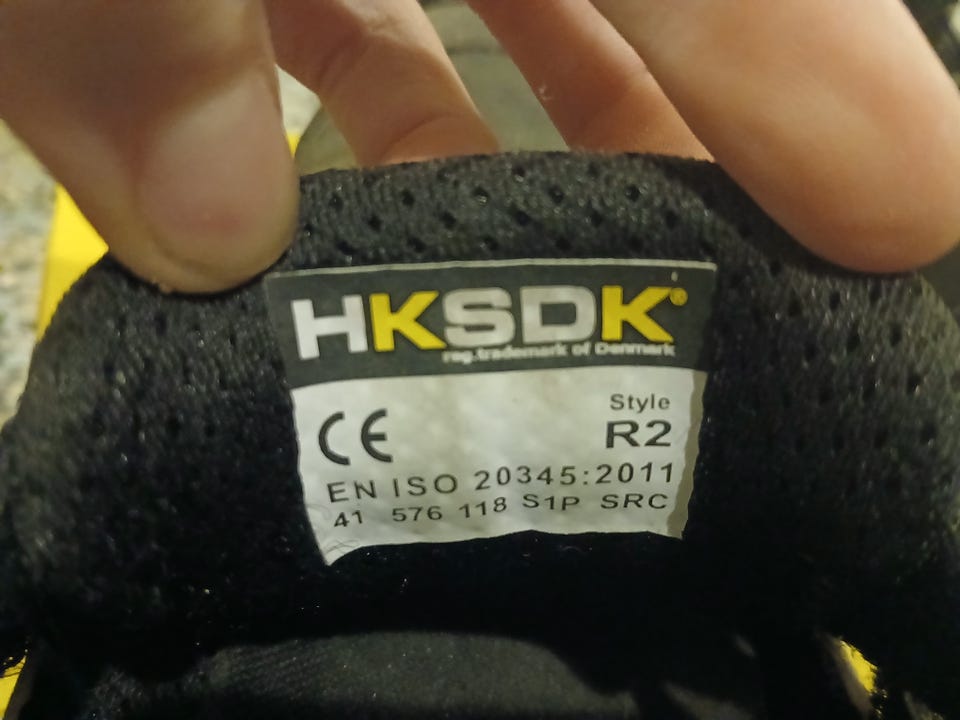 HKSDK®
reg.trademark of Denmark
CE
Style
R2
EN ISO 20345:2011
41 576 118 S1P SRC